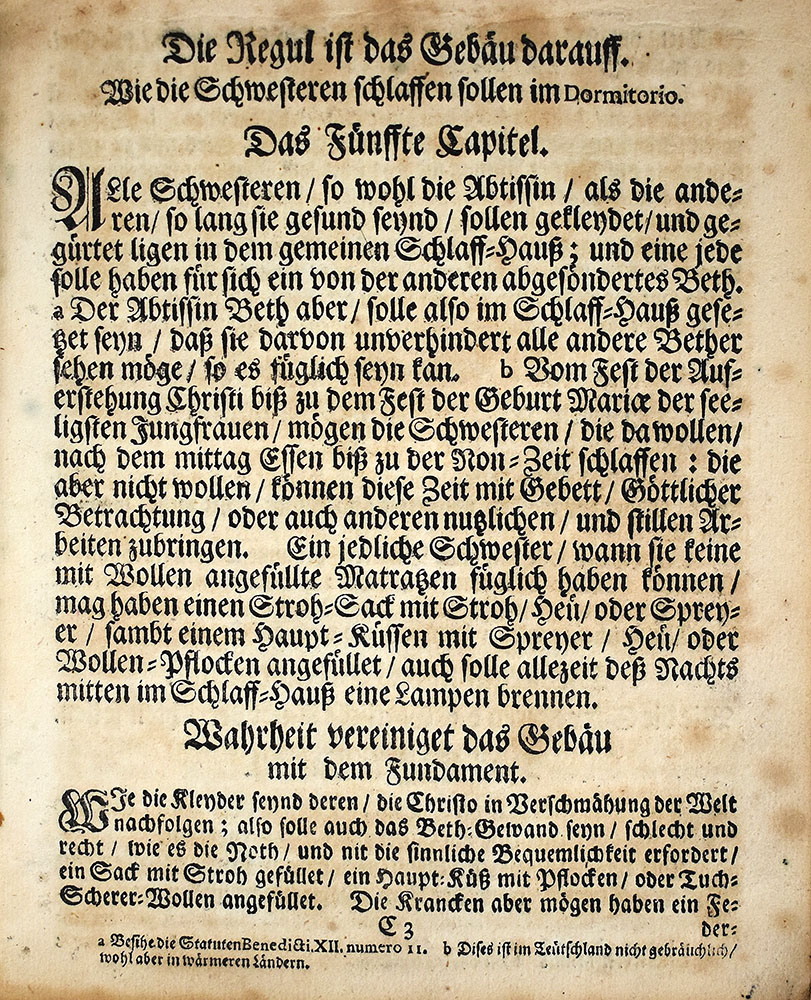 Die Regul ist das Gebäu darauff.
Wie die Schwesteren schlaffen sollen im Dormitorio.
Das Fünffte Capitel.
ALle Schwesteren / so wohl die Abtissin / als die ande-
ren / so lang sie gesund seynd / sollen gekleydet / und ge-
gürtet ligen in dem gemeinen Schlaff-Hauß ; und eine jede
solle haben für sich ein von der anderen abgesöndertes Beth.
a Der Abtissin Beth aber / solle also im Schlaff-Hauß gese-
tzet seyn / daß sie darvon unverhindert alle andere Bether
sehen möge / so es füglich seyn kan. b Vom Fest der Auf-
erstehung Christi biß zu dem Fest der Geburt Mariæ der see-
ligsten Jungfrauen / mögen die Schwesteren / die da wollen /
nach dem mittag Essen biß zu der Non-Zeit schlaffen : die
aber nicht wollen / können diese Zeit mit Gebett / Göttlicher
Betrachtung / oder auch anderen nutzlichen / und stillen Ar-
beiten zubringen. Ein jedliche Schwester / wann sie keine
mit Wollen angefüllte Matratzen füglich haben können /
mag haben einen Stroh-Sack mit Stroh / Heü / oder Sprey-
er / sambt einem Haupt-Küssen mit Spreyer / Heü / oder
Wollen-Pflocken angefüllet / auch solle allezeit deß Nachts
mitten im Schlaff-Hauß eine Lampen brennen.
Wahrheit vereiniget das Gebäu
mit dem Fundament.
WIe die Kleyder seynd deren / die Christo in Verschmähung der Welt
nachfolgen ; also solle auch das Beth-Gewand seyn / schlecht und
recht / wie es die Noth / und nit die sinnliche Bequemlichkeit erfordert /
ein Sack mit Stroh gefüllet / ein Haupt-Küß mit Pflocken / oder Tuch-
Scherer-Wollen angefüllet. Die Krancken aber mögen haben ein Fe-
C 3 der-
a Besihe die Statuten Benedicti. XII. numero 11. b Dises ist im Teütschland nicht gebräuchlich /
wohl aber in wärmeren Ländern.